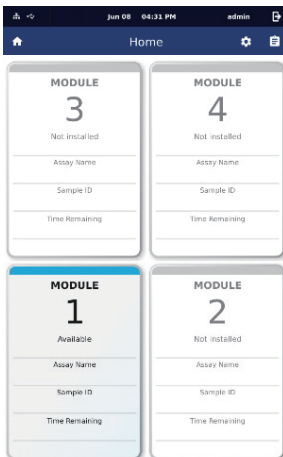 Jun 08 04:31 PM admin
Home
MODULE
3
Not installed
Assay Name
Sample ID
Time Remaining
MODULE
4
Not installed
Assay Name
Sample ID
Time Remaining
MODULE
1
Available
Assay Name
Sample ID
Time Remaining
MODULE
2
Not installed
Assay Name
Sample ID
Time Remaining